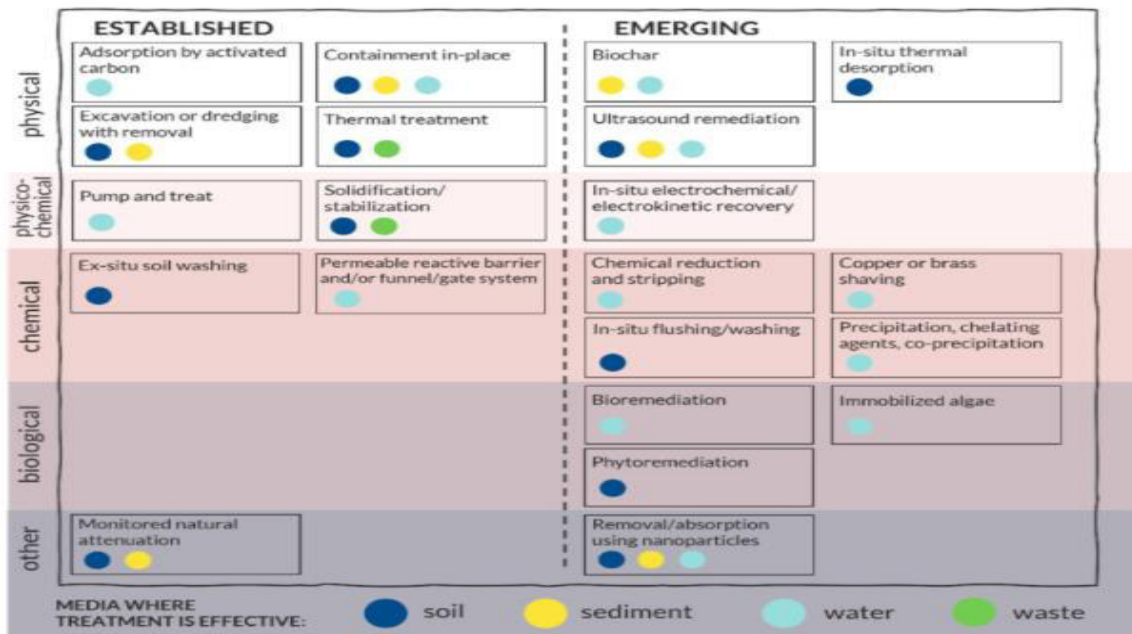 ESTABLISHED
EMERGING
physical
Adsorption by activated
carbon
Containment in-place
Biochar
In-situ thermal
desorption
Excavation or dredging
with removal
Thermal treatment
Ultrasound remediation
physico-
chemical
Pump and treat
Solidification/
stabilization
In-situ electrochemical/
electrokinetic recovery
chemical
Ex-situ soil washing
Permeable reactive barrier
and/or funnel/gate system
Chemical reduction
and stripping
Copper or brass
shaving
In-situ flushing/washing
Precipitation, chelating
agents, co-precipitation
biological
Bioremediation
Immobilized algae
Phytoremediation
other
Monitored natural
attenuation
Removal/absorption
using nanoparticles
MEDIA WHERE
TREATMENT IS EFFECTIVE:
soil
sediment
water
waste